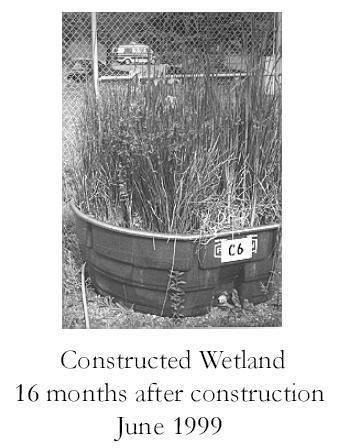 C6
Constructed Wetland
16 months after construction
June 1999